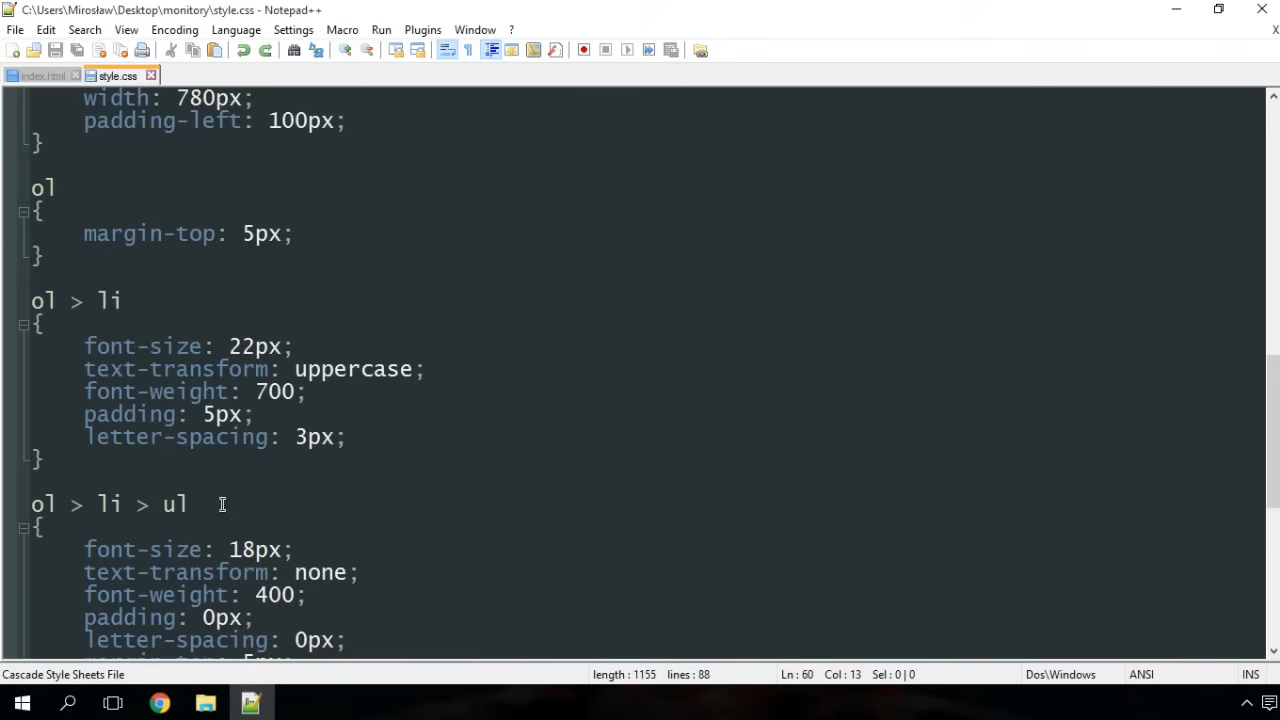 C:\Users\Mirosław\Desktop\monitory\style.css - Notepad++
File Edit Search View Encoding Language Settings Macro Run Plugins Window ? X
index.html style.css
width: 780px;
padding-left: 100px;
}
ol
{
margin-top: 5px;
}
ol > li
{
font-size: 22px;
text-transform: uppercase;
font-weight: 700;
padding: 5px;
letter-spacing: 3px;
}
ol > li > ul
{
font-size: 18px;
text-transform: none;
font-weight: 400;
padding: 0px;
letter-spacing: 0px;
margin-top: 5px;
Cascade Style Sheets File length : 1155 lines : 88 Ln : 60 Col : 13 Sel : 0 | 0 Dos\Windows ANSI INS